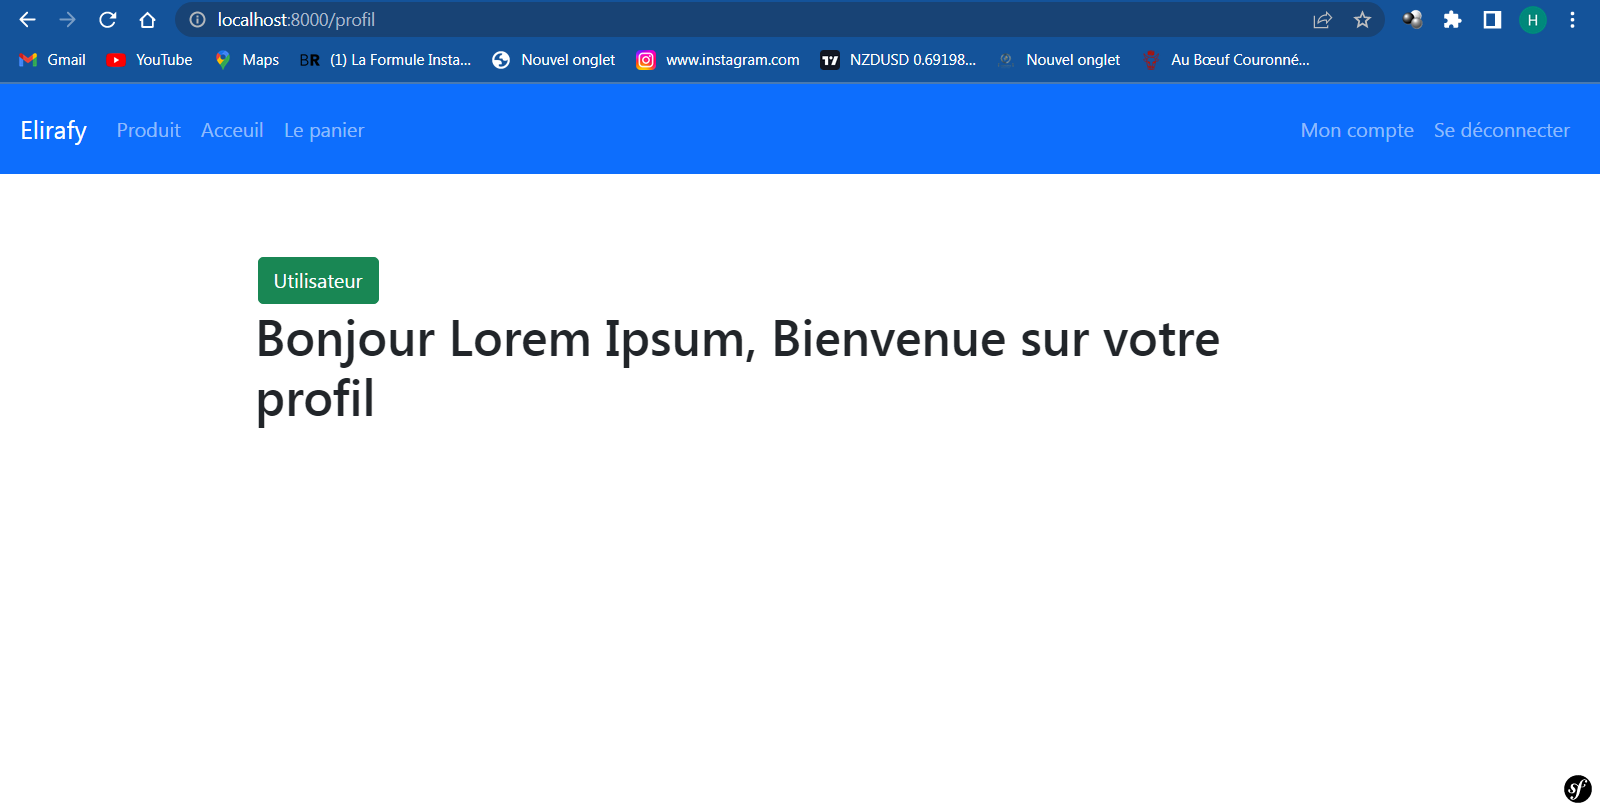 localhost:8000/profil
H
Gmail YouTube Maps BR (1) La Formule Insta... Nouvel onglet www.instagram.com NZDUSD 0.69198... Nouvel onglet Au Bœuf Couronné...
Elirafy Produit Acceuil Le panier Mon compte Se déconnecter
Utilisateur
Bonjour Lorem Ipsum, Bienvenue sur votre
profil
sf